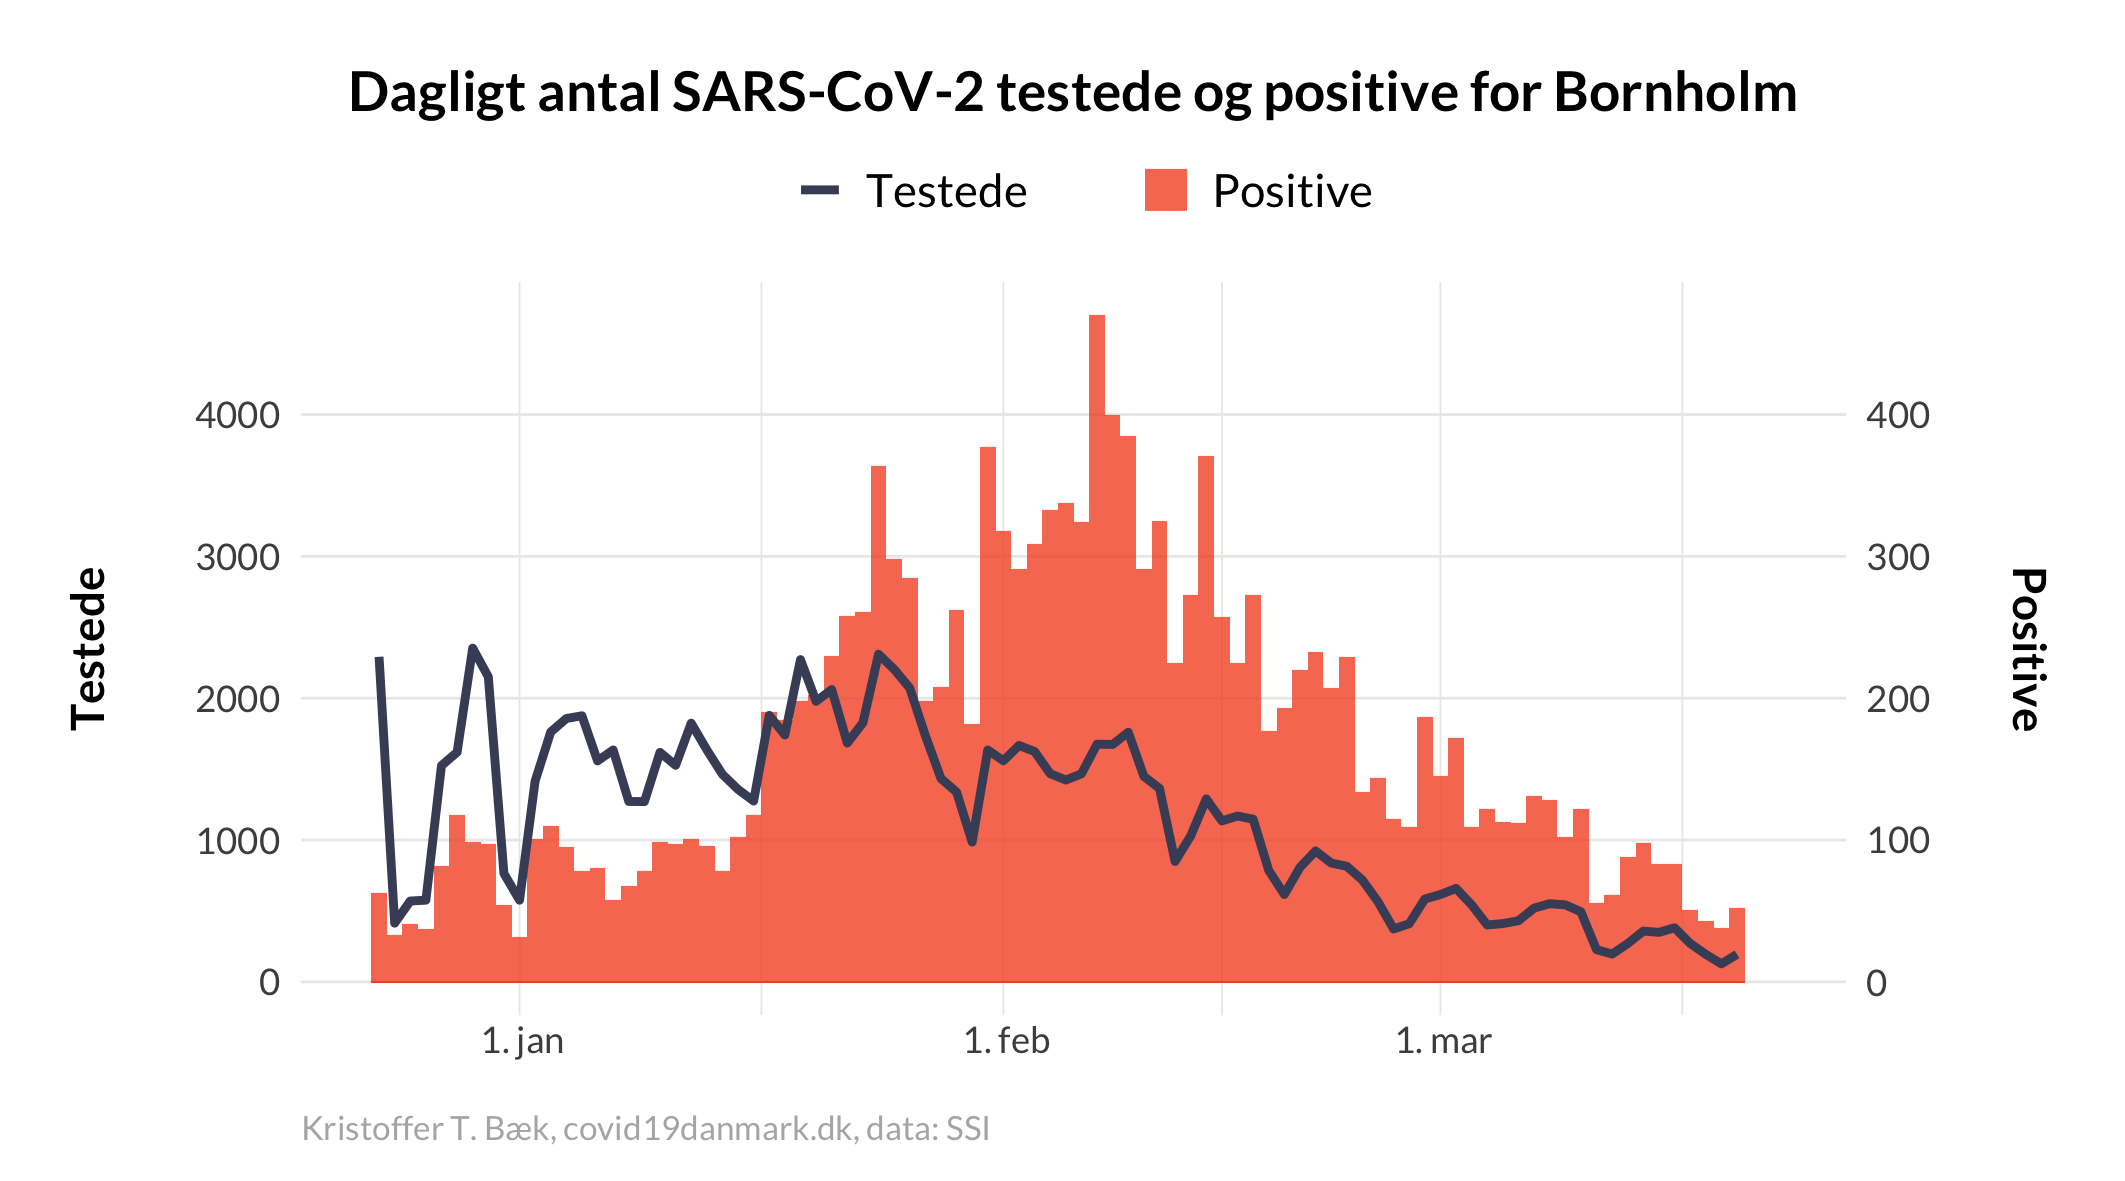 Dagligt antal SARS-CoV-2 testede og positive for Bornholm
Testede
Positive
4000
3000
2000
1000
0
Testede
400
300
200
100
0
Positive
1. jan
1. feb
1. mar
Kristoffer T. Bæk, covid19danmark.dk, data: SSI